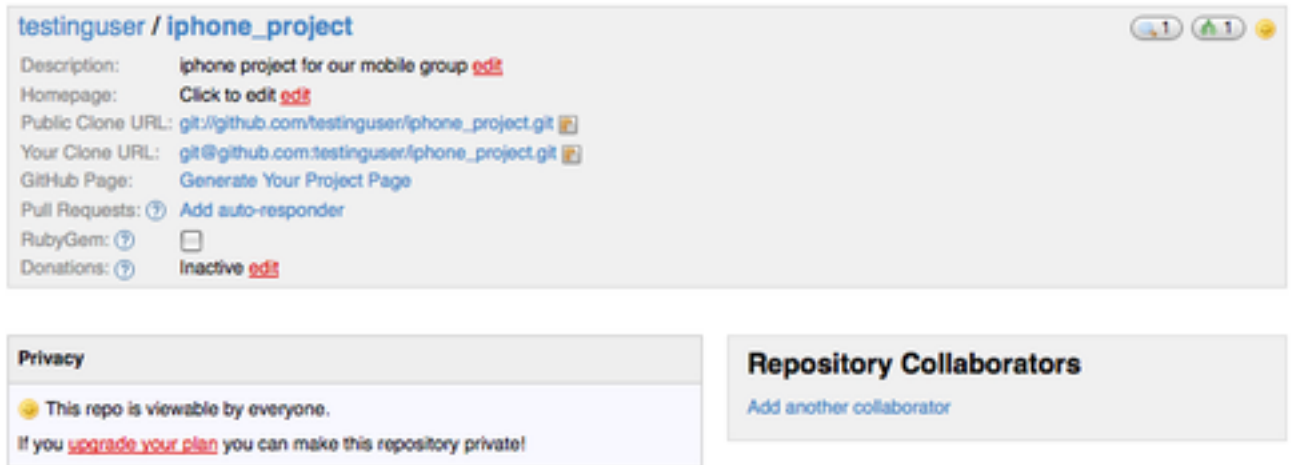 testinguser / iphone_project
1 1
Description: iphone project for our mobile group edit
Homepage: Click to edit edit
Public Clone URL: git://github.com/testinguser/iphone_project.git
Your Clone URL: git@github.com:testinguser/iphone_project.git
GitHub Page: Generate Your Project Page
Pull Requests: ? Add auto-responder
RubyGem: ?
Donations: ? Inactive edit
Privacy
This repo is viewable by everyone.
If you upgrade your plan you can make this repository private!
Repository Collaborators
Add another collaborator